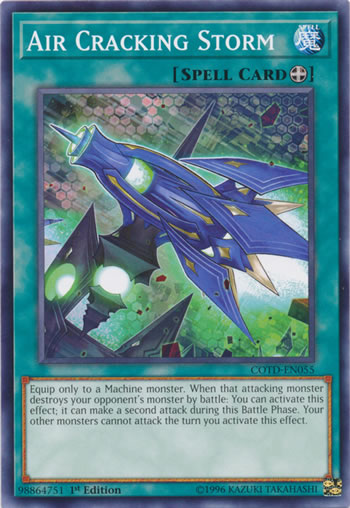 AIR CRACKING STORM
SPELL
魔
[SPELL CARD]
COTD-EN055
Equip only to a Machine monster. When that attacking monster
destroys your opponent's monster by battle: You can activate this
effect; it can make a second attack during this Battle Phase. Your
other monsters cannot attack the turn you activate this effect.
98864751 1st Edition ©1996 KAZUKI TAKAHASHI